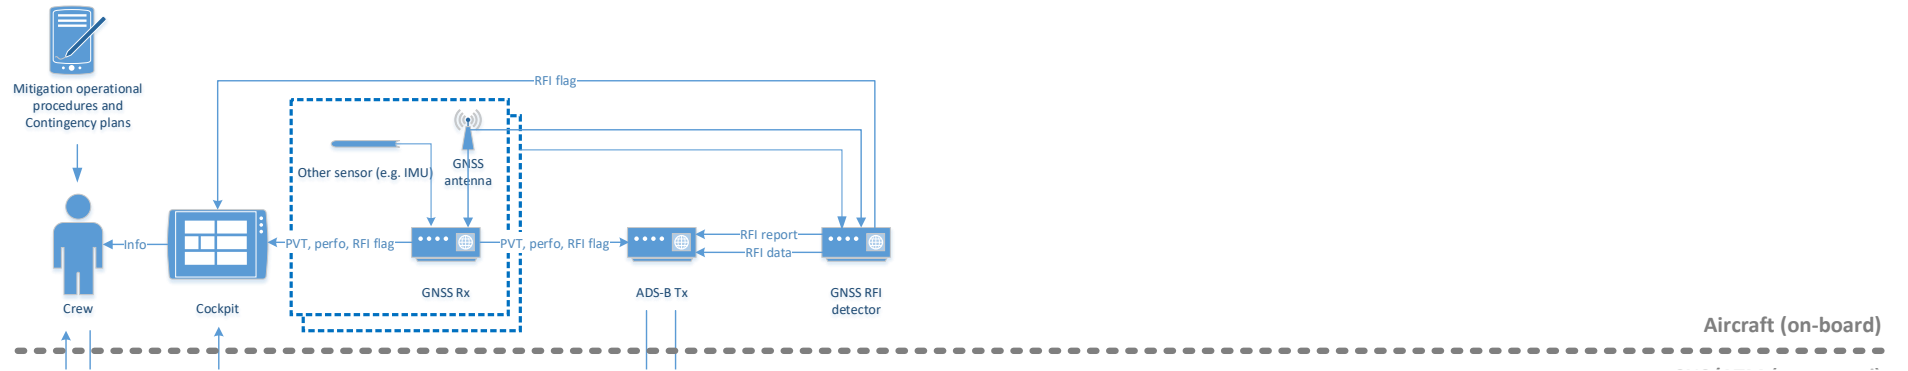 Mitigation operational
procedures and
Contingency plans
RFI flag
Other sensor (e.g. IMU)
GNSS
antenna
Info
PVT, perfo, RFI flag
PVT, perfo, RFI flag
RFI report
RFI data
Crew
Cockpit
GNSS Rx
ADS-B Tx
GNSS RFI
detector
Aircraft (on-board)